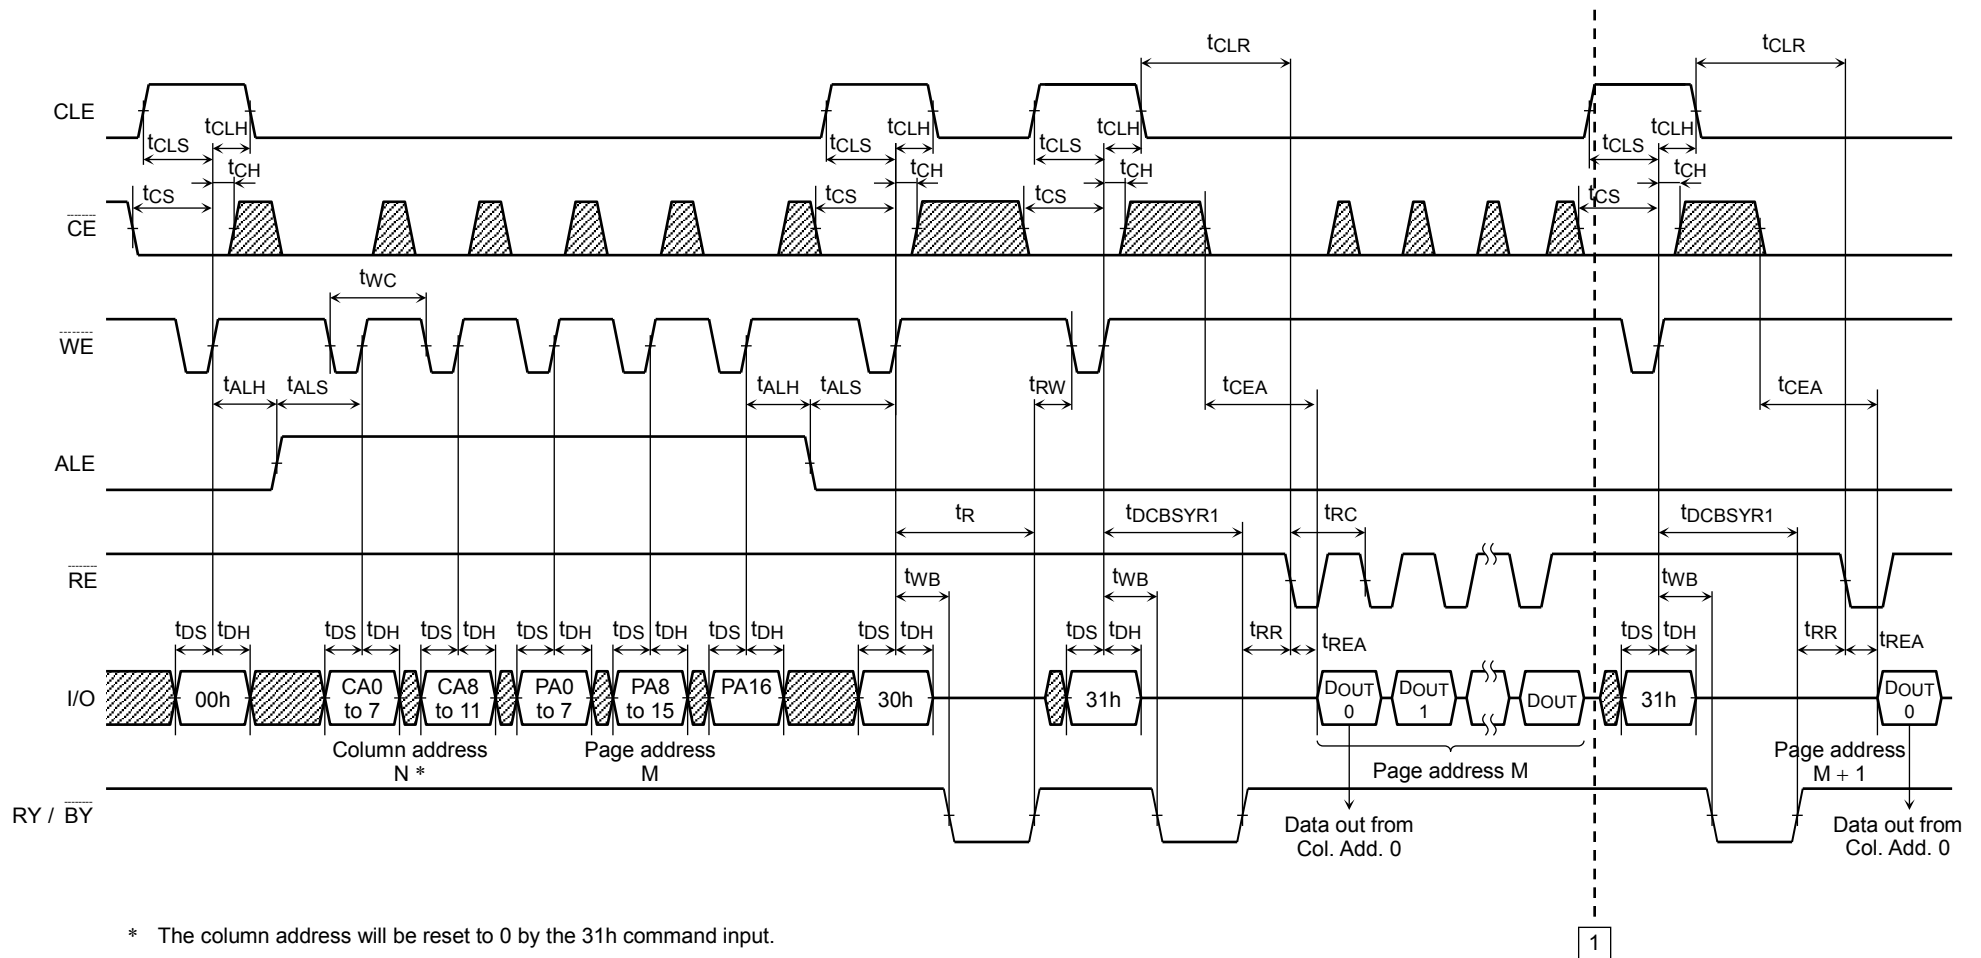 tCLR tCLR
CLE
tCLH tCLH tCLH tCLH
tCLS tCLS tCLS tCLS
tCH tCH tCH tCH
tCS tCS tCS tCS
CE
tWC
WE
tALH tALS tALH tALS tRW tCEA tCEA
ALE
tR tDCBSYR1 tRC tDCBSYR1
RE
tWB tWB tWB
tDS tDH tDS tDH tDS tDH tDS tDH tDS tDH tDS tDH tDS tDH tDS tDH tRR tREA tDS tDH tRR tREA
I/O
00h
CA0
to 7
CA8
to 11
PA0
to 7
PA8
to 15
PA16
30h
31h
DOUT
0
DOUT
1
DOUT
31h
DOUT
0
Column address
N *
Page address
M
Page address M
Page address
M + 1
RY / BY
Data out from
Col. Add. 0
Data out from
Col. Add. 0
* The column address will be reset to 0 by the 31h command input.
1